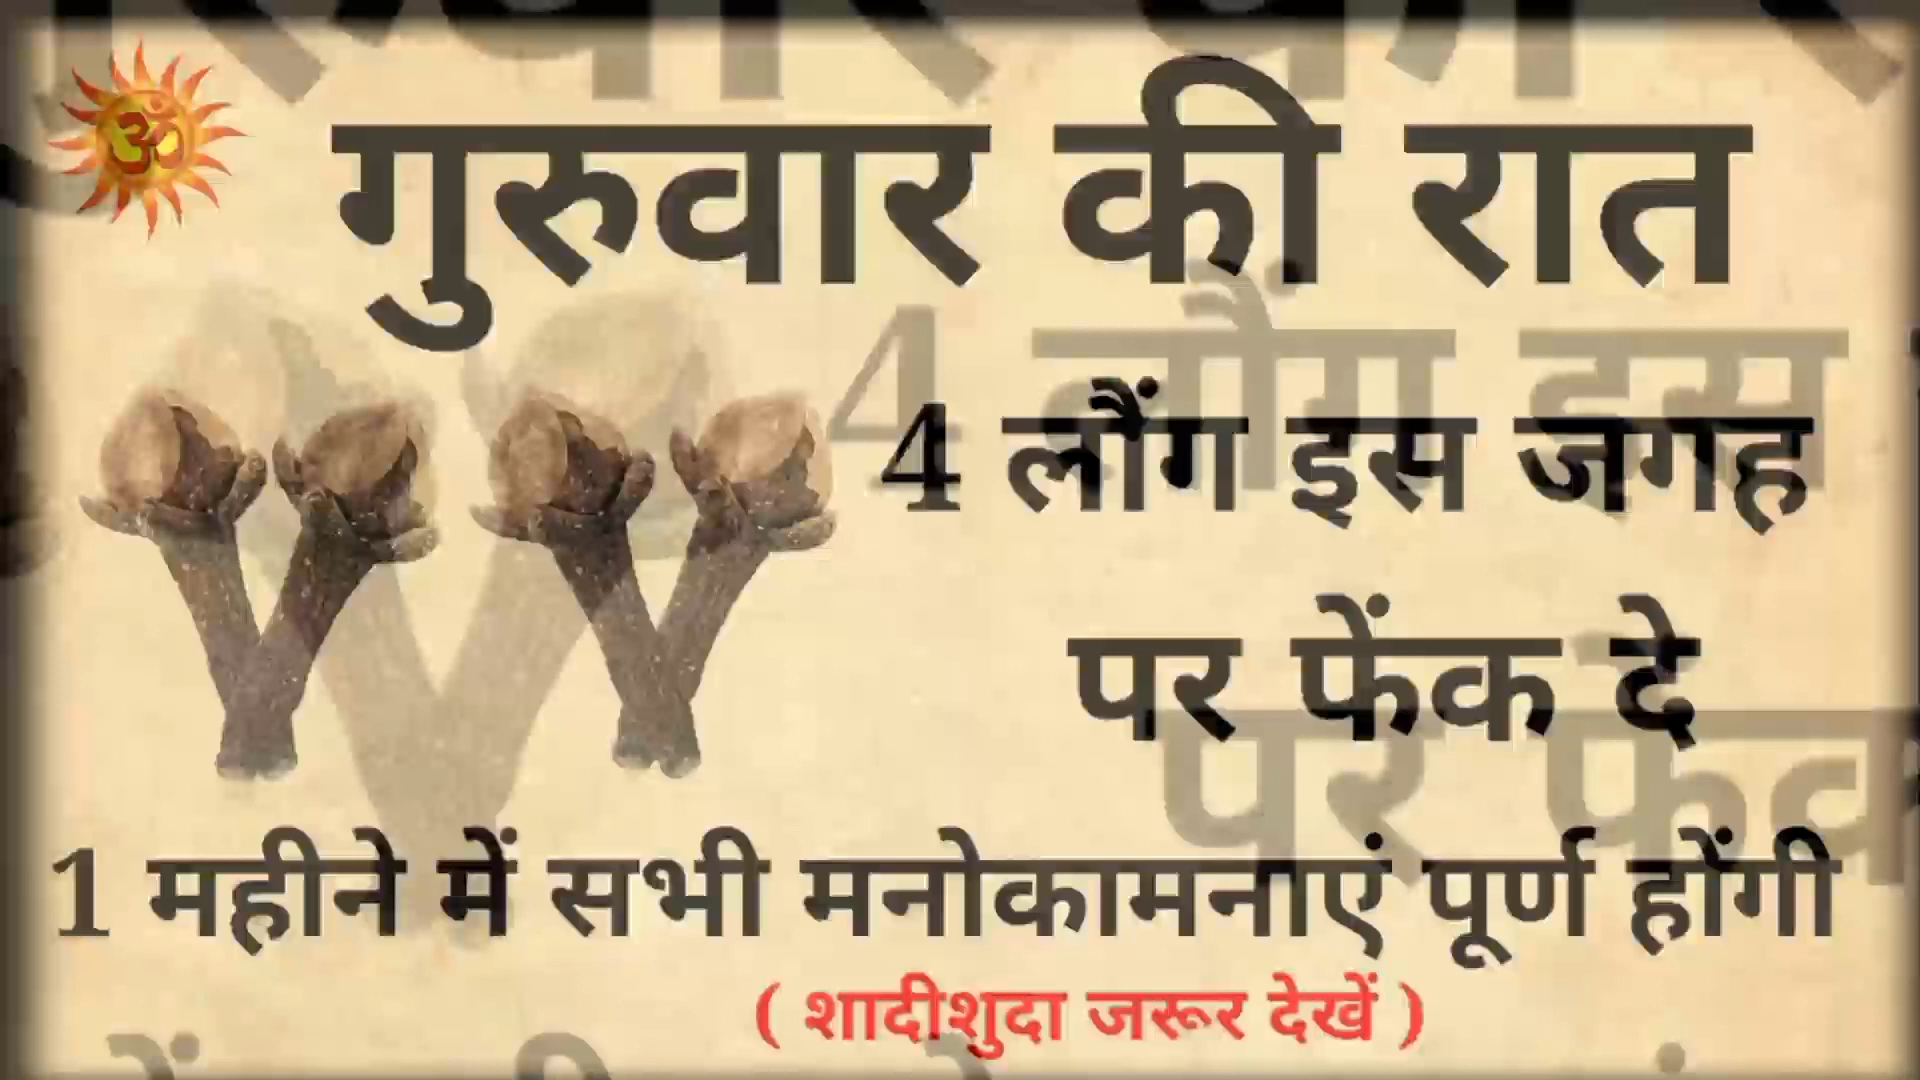 ॐ
गुरुवार की रात
4 लौंग इस जगह
पर फेंक दे
1 महीने में सभी मनोकामनाएं पूर्ण होंगी
( शादीशुदा जरूर देखें )